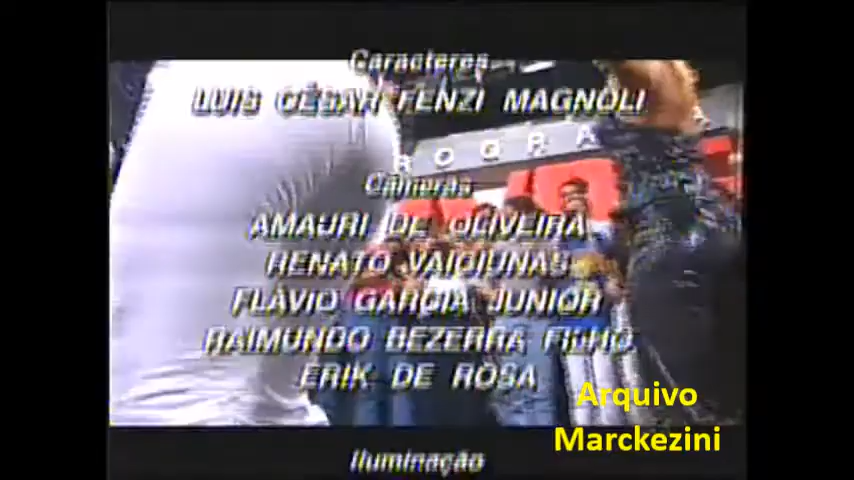 Caracteres
LUIS CÉSAR FENZI MAGNOLI
PROGRA
Câmeras
AMAURI DE OLIVEIRA
RENATO VAICIUNAS
FLÁVIO GARCIA JUNIOR
RAIMUNDO BEZERRA FILHO
ERIK DE ROSA
Arquivo
Marckezini
Iluminação